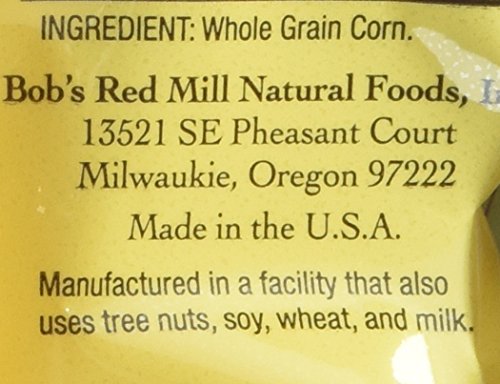 INGREDIENT: Whole Grain Corn.
Bob's Red Mill Natural Foods,
13521 SE Pheasant Court
Milwaukie, Oregon 97222
Made in the U.S.A.
Manufactured in a facility that also
uses tree nuts, soy, wheat, and milk.